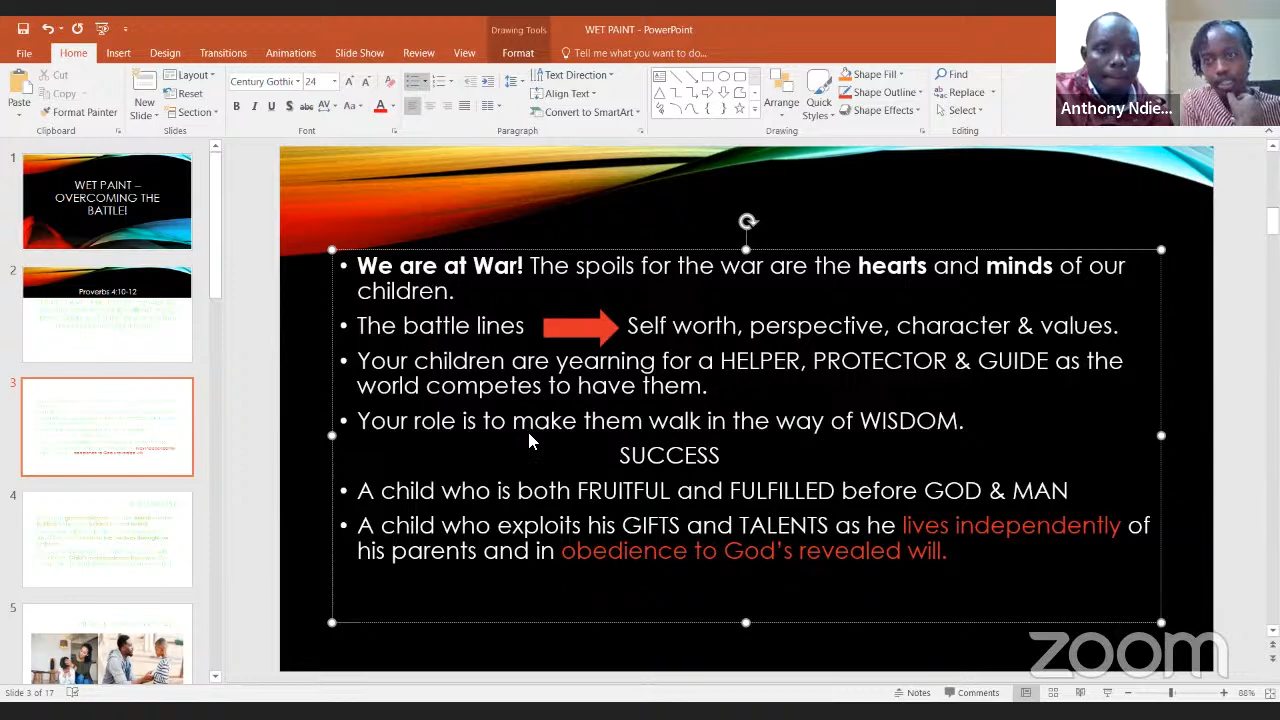 Drawing Tools
WET PAINT - PowerPoint
File
Home
Insert
Design
Transitions
Animations
Slide Show
Review
View
Format
Tell me what you want to do...
Paste
Cut
Copy
Format Painter
Clipboard
New
Slide
Layout
Reset
Section
Slides
Century Gothic
24
Font
Text Direction
Align Text
Convert to SmartArt
Paragraph
Arrange
Quick
Styles
Shape Fill
Shape Outline
Shape Effects
Drawing
Find
Replace
Select
Editing
Anthony Ndie...
1
WET PAINT –
OVERCOMING THE
BATTLE!
2
Proverbs 4:10-12
3
4
5
• We are at War! The spoils for the war are the hearts and minds of our
children.
• The battle lines Self worth, perspective, character & values.
• Your children are yearning for a HELPER, PROTECTOR & GUIDE as the
world competes to have them.
• Your role is to make them walk in the way of WISDOM.
SUCCESS
• A child who is both FRUITFUL and FULFILLED before GOD & MAN
• A child who exploits his GIFTS and TALENTS as he lives independently of
his parents and in obedience to God's revealed will.
zoom
Slide 3 of 17
Notes
Comments
88%